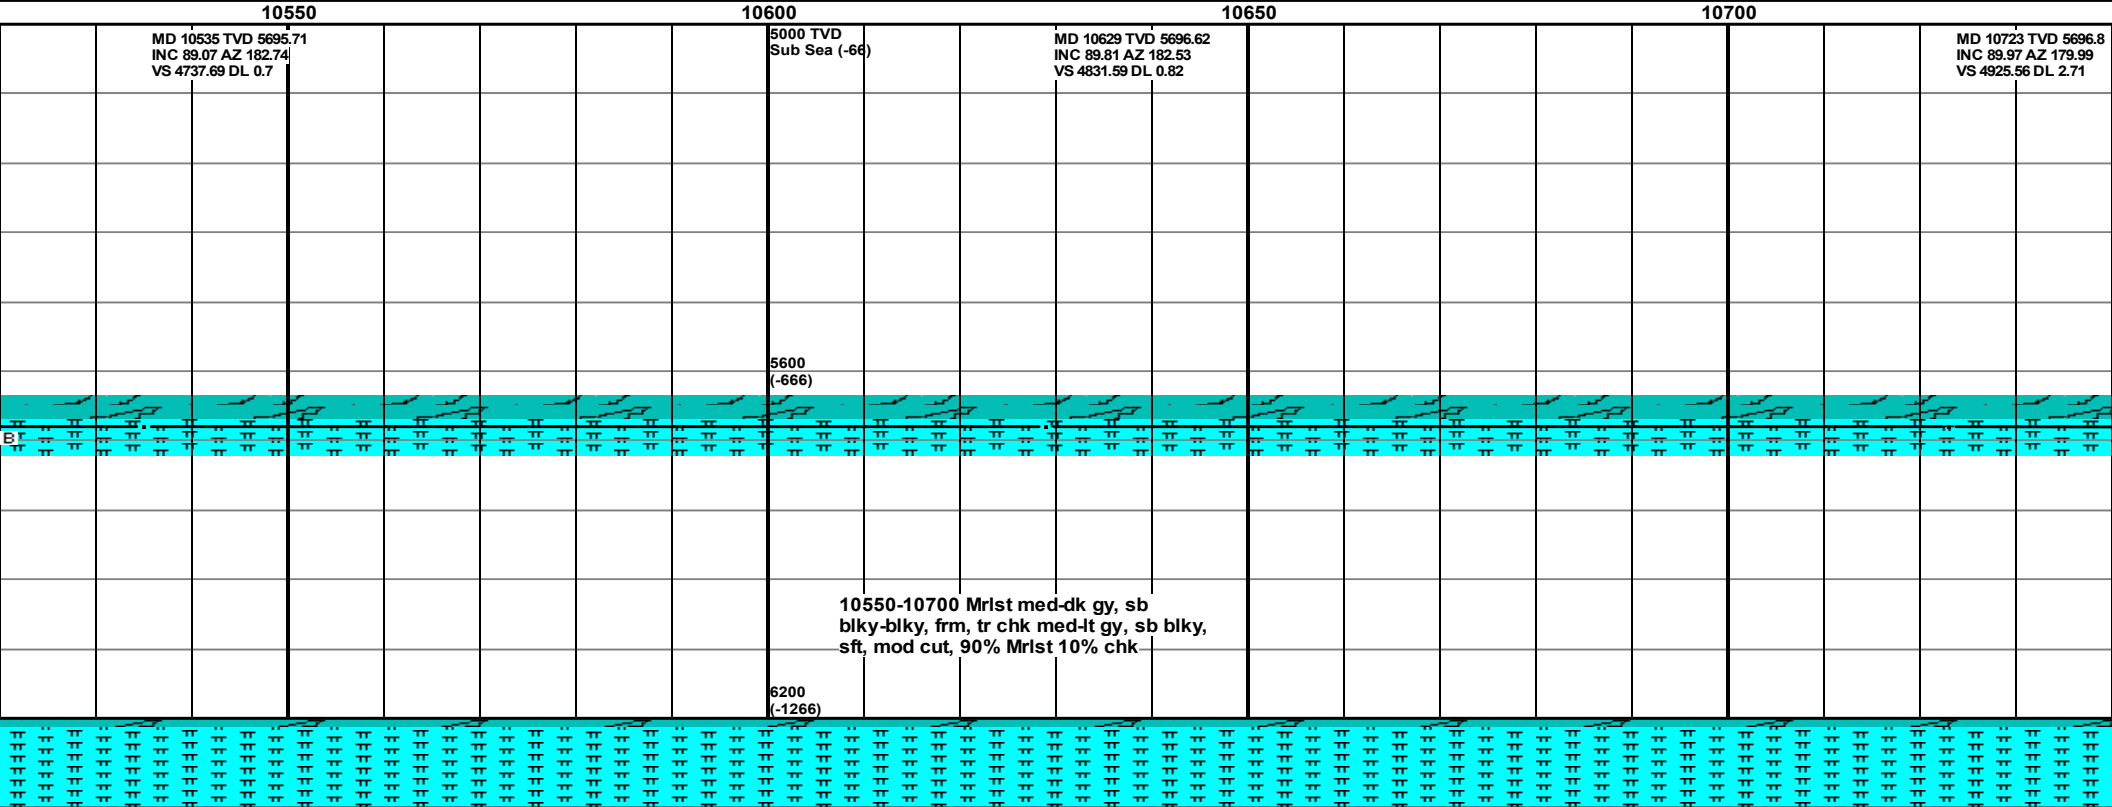 10550 10600 10650 10700
MD 10535 TVD 5695.71
INC 89.07 AZ 182.74
VS 4737.69 DL 0.7
5000 TVD
Sub Sea (-66)
MD 10629 TVD 5696.62
INC 89.81 AZ 182.53
VS 4831.59 DL 0.82
MD 10723 TVD 5696.8
INC 89.97 AZ 179.99
VS 4925.56 DL 2.71
5600
(-666)
B
10550-10700 Mrlst med-dk gy, sb
blky-blky, frm, tr chk med-lt gy, sb blky,
sft, mod cut, 90% Mrlst 10% chk
6200
(-1266)